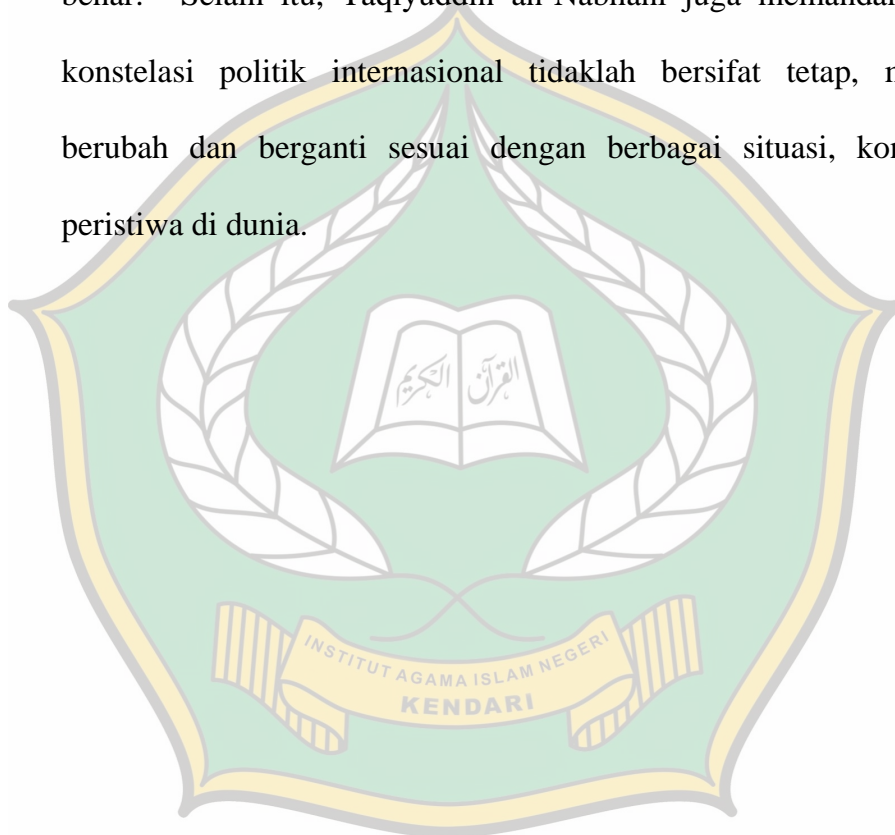 benar. Selain itu, Taqiyuddin an-Nabhani juga
konstelasi politik internasional tidaklah bersifat tetap,
berubah dan berganti sesuai dengan berbagai situasi,
peristiwa di dunia.
القرآن الكريم
INSTITUT AGAMA ISLAM NEGERI
KENDARI